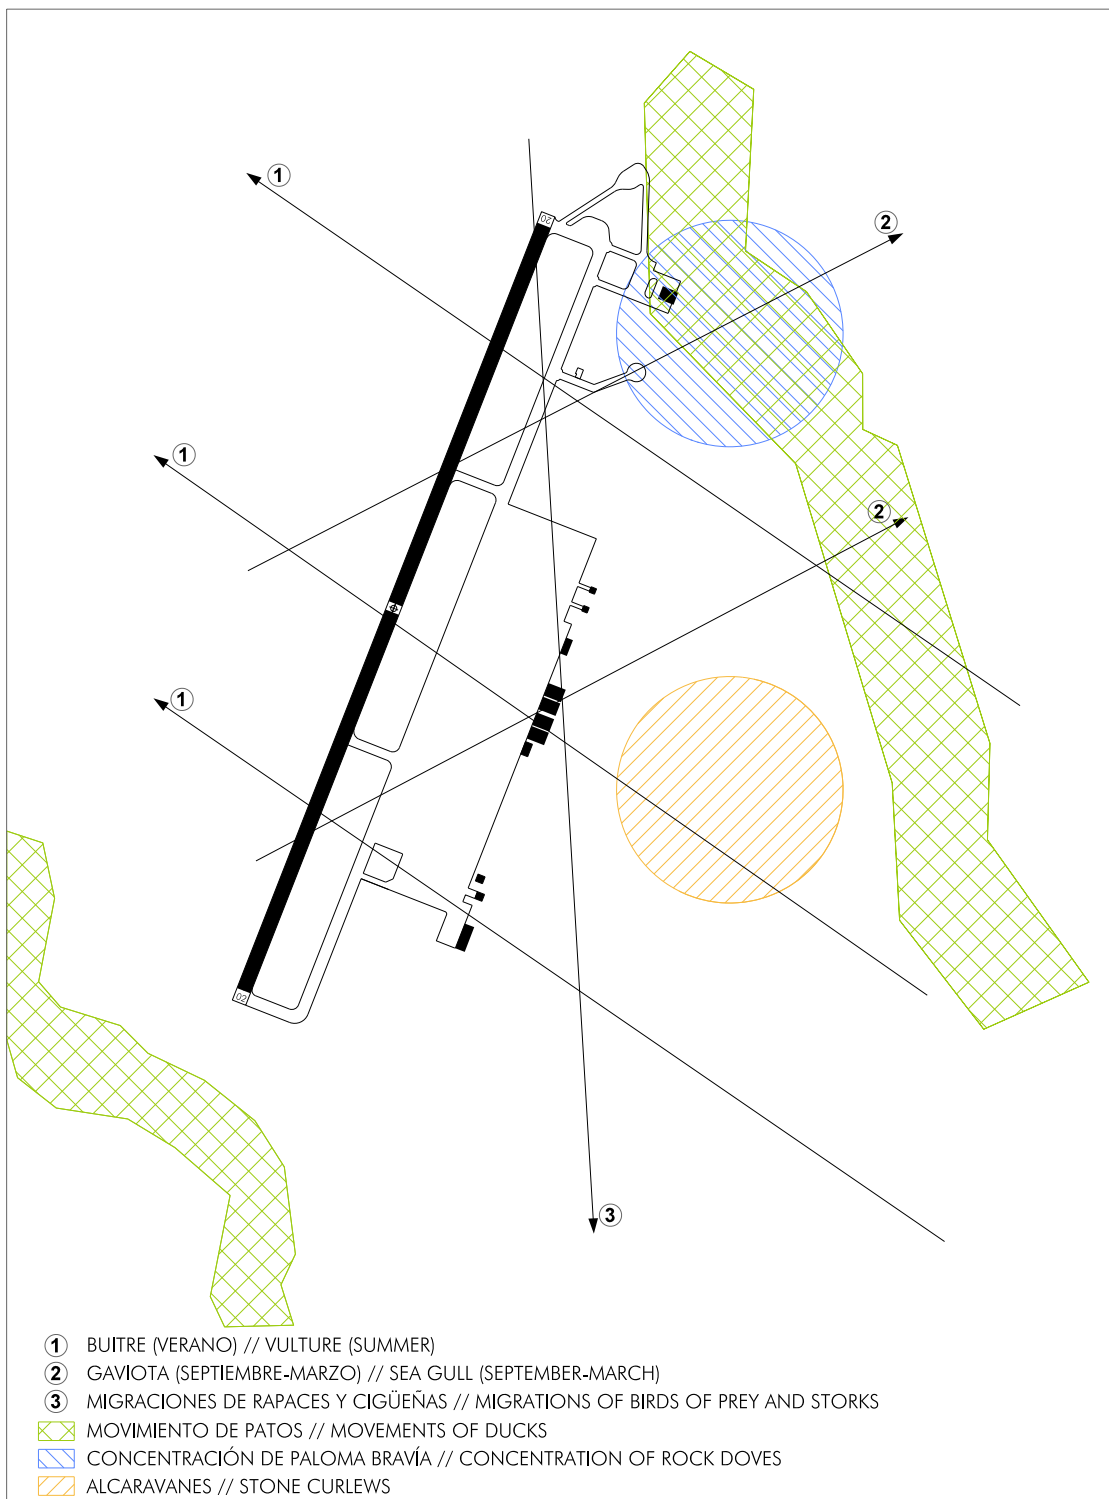 1
2
20
1
2
1
02
3
1 BUITRE (VERANO) // VULTURE (SUMMER)
2 GAVIOTA (SEPTIEMBRE-MARZO) // SEA GULL (SEPTEMBER-MARCH)
3 MIGRACIONES DE RAPACES Y CIGÜEÑAS // MIGRATIONS OF BIRDS OF PREY AND STORKS
MOVIMIENTO DE PATOS // MOVEMENTS OF DUCKS
CONCENTRACIÓN DE PALOMA BRAVÍA // CONCENTRATION OF ROCK DOVES
ALCARAVANES // STONE CURLEWS